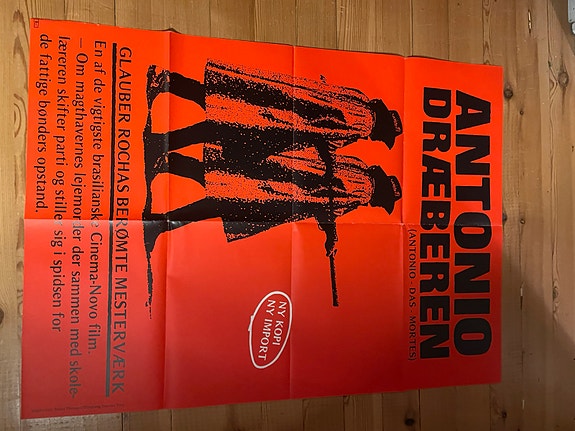 ANTONIO
DRÆBEREN
(ANTONIO DAS MORTES)
NY KOPI
NY IMPORT
GLAUBER ROCHAS BERØMTE MESTERVÆRK
En af de vigtigste brasilianske Cinema-Novo film.
– Om magthavernes lejemorder der sammen med skole-
læreren skifter parti og stiller sig i spidsen for
de fattige bønders opstand.